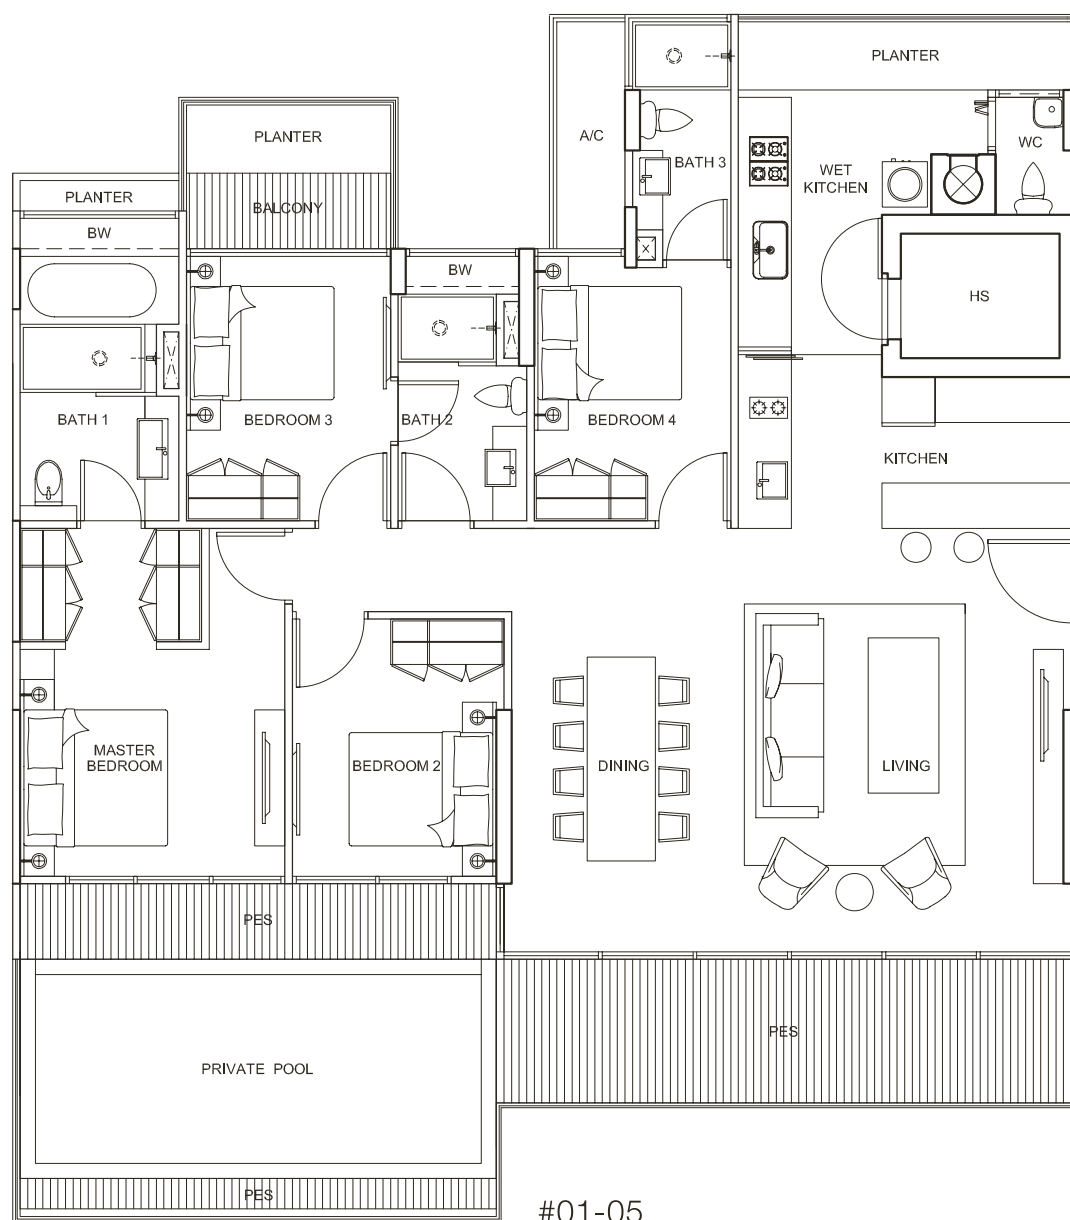 PLANTER
A/C
BATH 3
WET
KITCHEN
WC
PLANTER
BALCONY
PLANTER
BW
BW
HS
BATH 1
BEDROOM 3
BATH 2
BEDROOM 4
KITCHEN
MASTER
BEDROOM
BEDROOM 2
DINING
LIVING
PES
PES
PRIVATE POOL
PES
#01-05